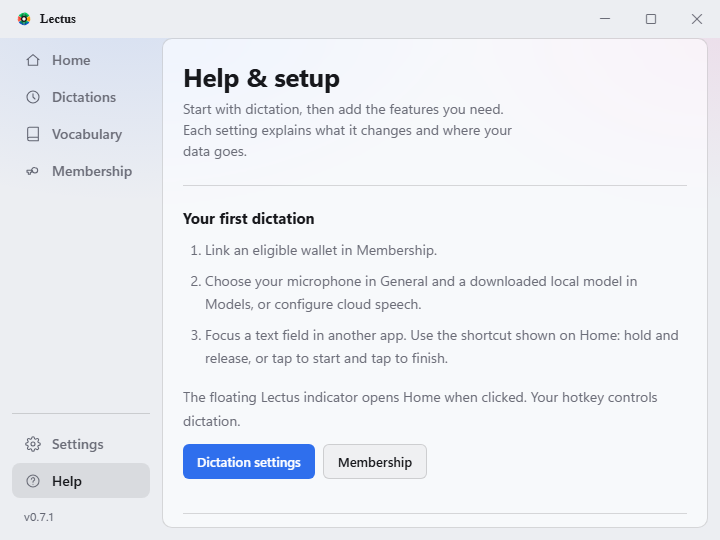 Lectus
Home
Dictations
Vocabulary
Membership
Settings
Help
v0.7.1
Help & setup
Start with dictation, then add the features you need.
Each setting explains what it changes and where your
data goes.
Your first dictation
1. Link an eligible wallet in Membership.
2. Choose your microphone in General and a downloaded local model in
Models, or configure cloud speech.
3. Focus a text field in another app. Use the shortcut shown on Home: hold and
release, or tap to start and tap to finish.
The floating Lectus indicator opens Home when clicked. Your hotkey controls
dictation.
Dictation settings
Membership